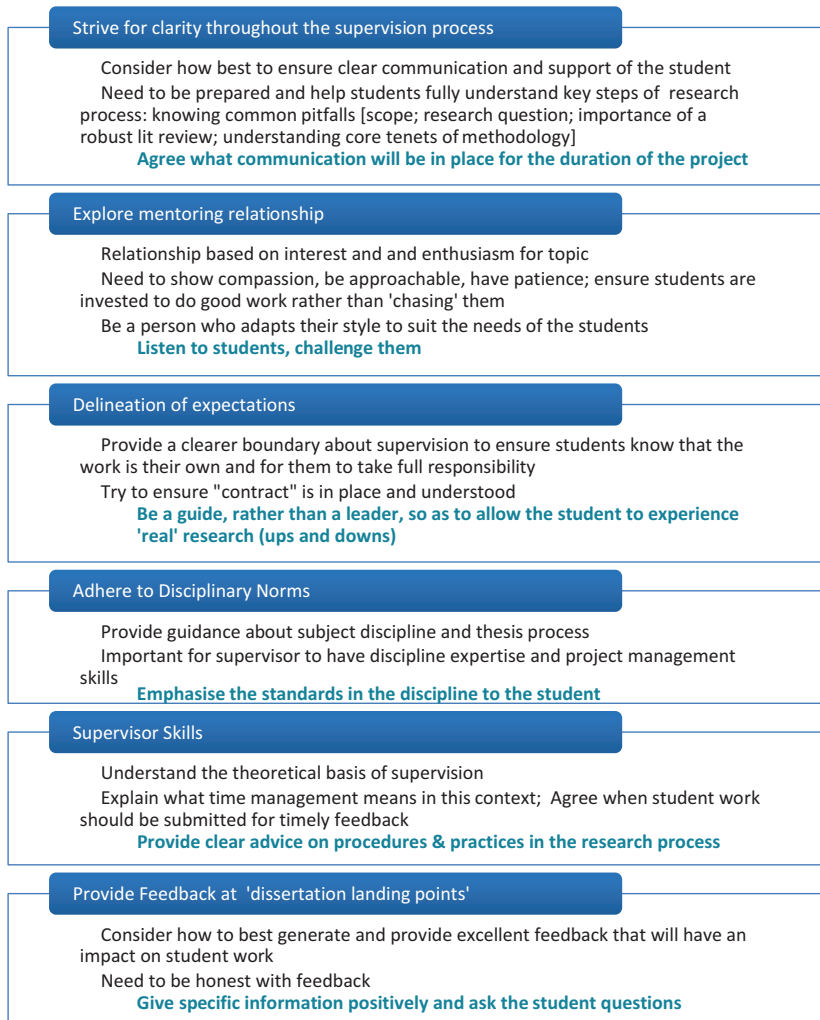 Strive for clarity throughout the supervision process
Consider how best to ensure clear communication and support of the student
Need to be prepared and help students fully understand key steps of research
process: knowing common pitfalls [scope; research question; importance of a
robust lit review; understanding core tenets of methodology]
Agree what communication will be in place for the duration of the project
Explore mentoring relationship
Relationship based on interest and and enthusiasm for topic
Need to show compassion, be approachable, have patience; ensure students are
invested to do good work rather than 'chasing' them
Be a person who adapts their style to suit the needs of the students
Listen to students, challenge them
Delineation of expectations
Provide a clearer boundary about supervision to ensure students know that the
work is their own and for them to take full responsibility
Try to ensure "contract" is in place and understood
Be a guide, rather than a leader, so as to allow the student to experience
'real' research (ups and downs)
Adhere to Disciplinary Norms
Provide guidance about subject discipline and thesis process
Important for supervisor to have discipline expertise and project management
skills
Emphasise the standards in the discipline to the student
Supervisor Skills
Understand the theoretical basis of supervision
Explain what time management means in this context; Agree when student work
should be submitted for timely feedback
Provide clear advice on procedures & practices in the research process
Provide Feedback at 'dissertation landing points'
Consider how to best generate and provide excellent feedback that will have an
impact on student work
Need to be honest with feedback
Give specific information positively and ask the student questions